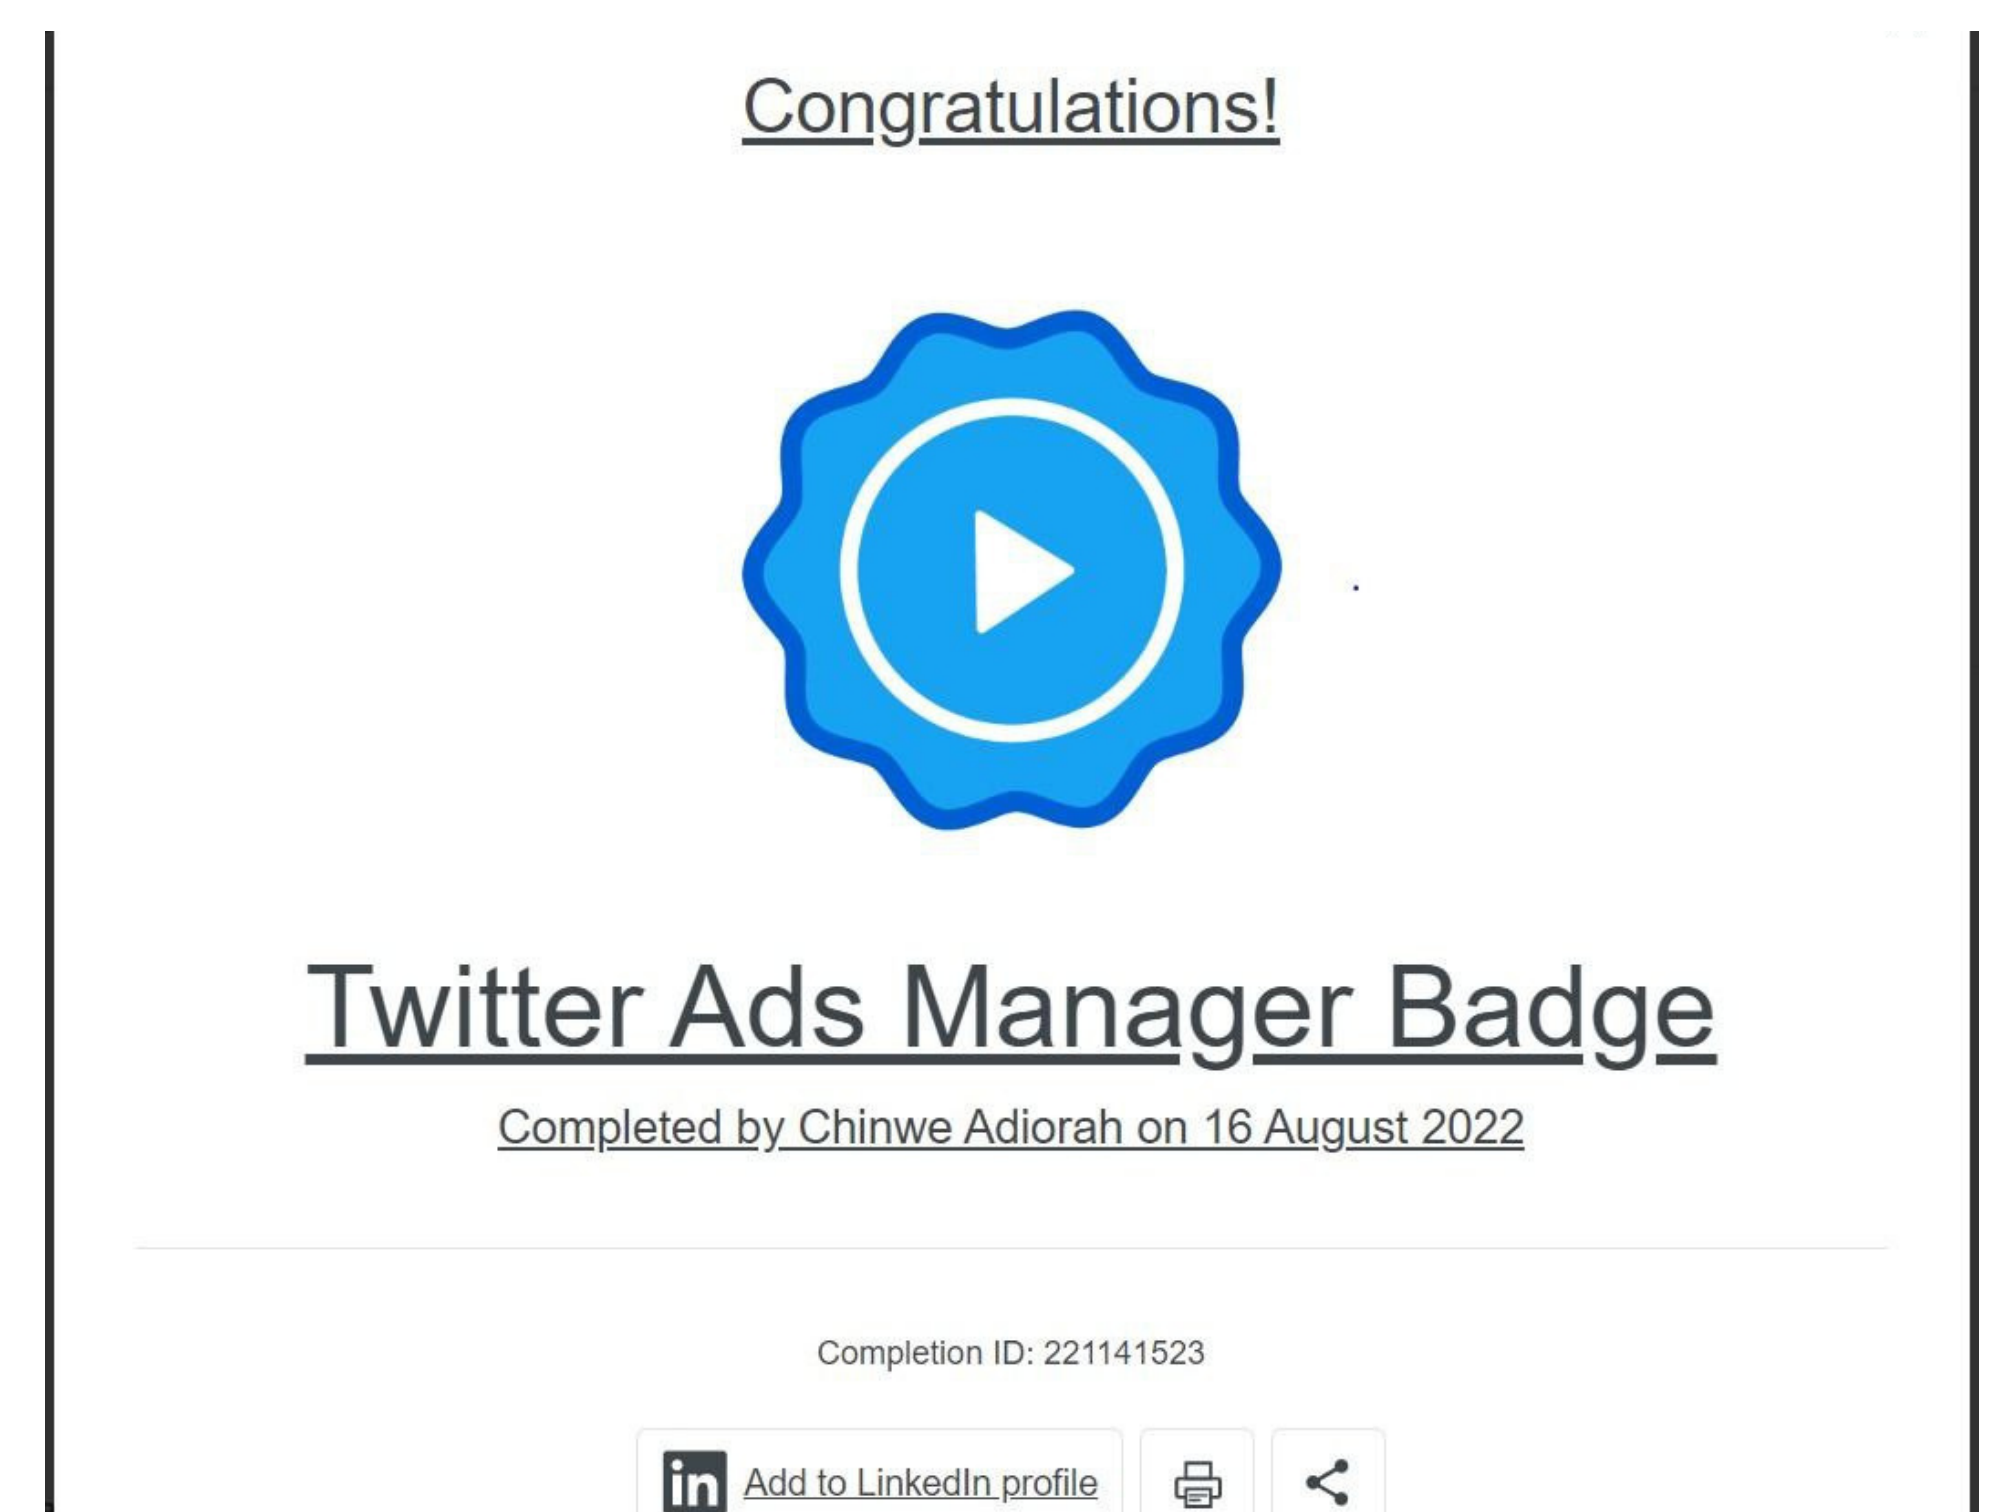 Congratulations!
Twitter Ads Manager Badge
Completed by Chinwe Adiorah on 16 August 2022
Completion ID: 221141523
in Add to LinkedIn profile